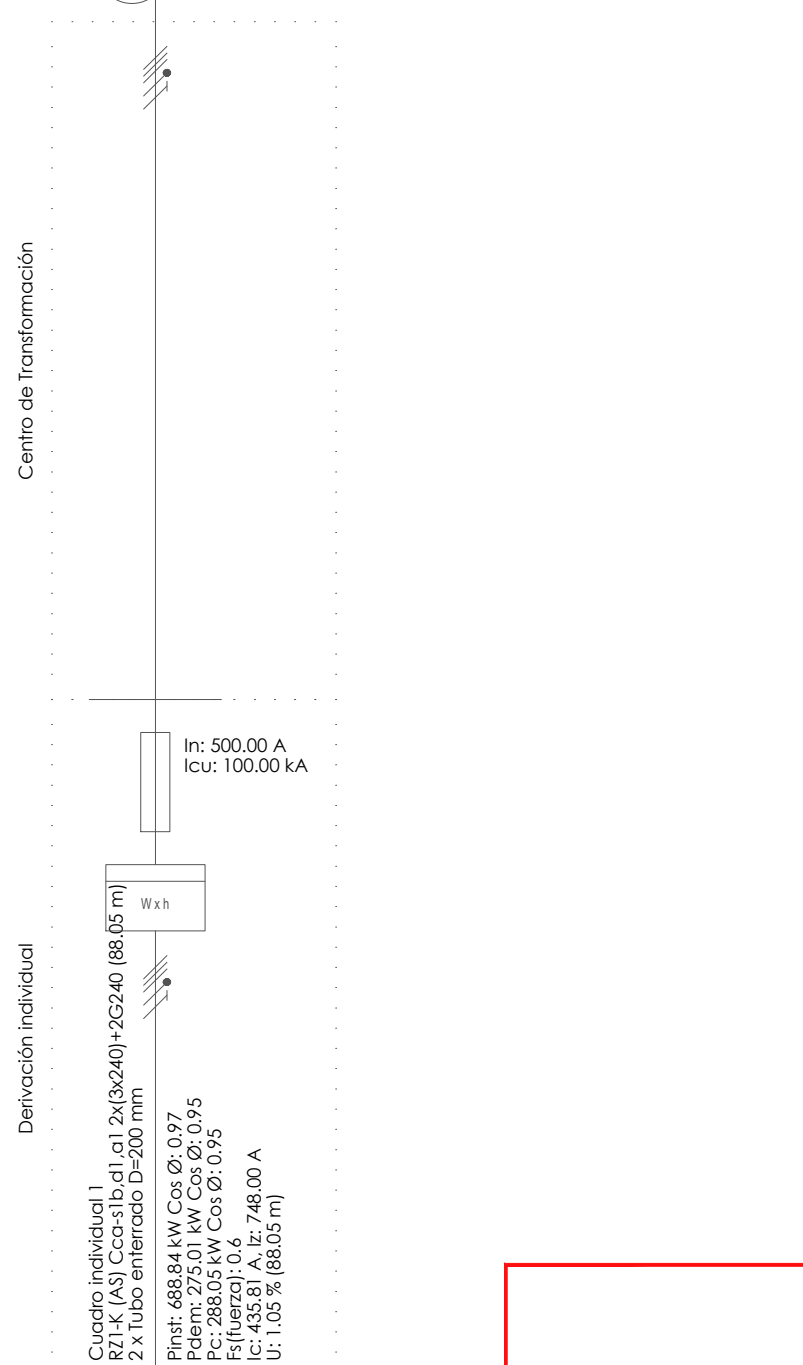 Centro de Transformación
In: 500.00 A
Icu: 100.00 kA
Wxh
Derivación individual
Cuadro individual 1
RZ1-K (AS) Cca-s1b,d1,a1 2x(3x240)+2G240 (88.05 m)
2 x Tubo enterrado D=200 mm
Pinst: 688.84 kW Cos Ø: 0.97
Pdem: 275.01 kW Cos Ø: 0.95
Pc: 288.05 kW Cos Ø: 0.95
Fs(fuerza): 0.6
Ic: 435.81 A, Iz: 748.00 A
U: 1.05 % (88.05 m)